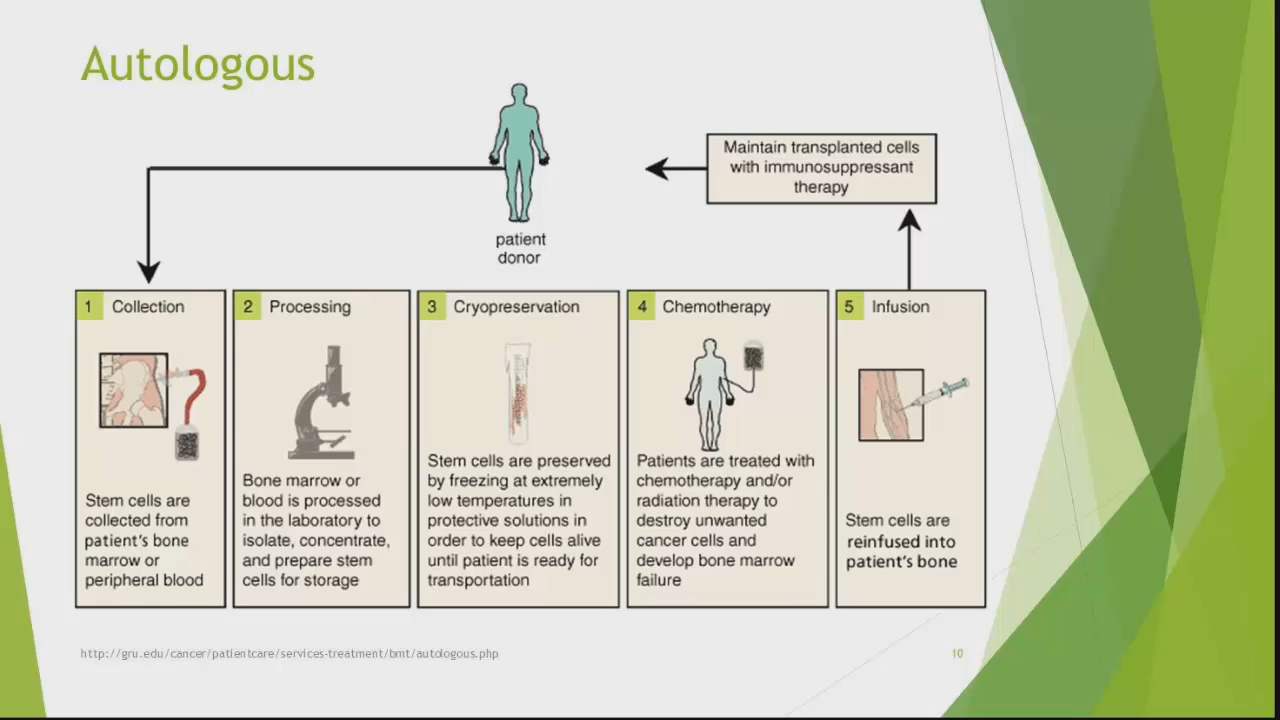 Autologous
Maintain transplanted cells
with immunosuppressant
therapy
patient
donor
1 Collection
Stem cells are
collected from
patient's bone
marrow or
peripheral blood
2 Processing
Bone marrow or
blood is processed
in the laboratory to
isolate, concentrate,
and prepare stem
cells for storage
3 Cryopreservation
Stem cells are preserved
by freezing at extremely
low temperatures in
protective solutions in
order to keep cells alive
until patient is ready for
transportation
4 Chemotherapy
Patients are treated with
chemotherapy and/or
radiation therapy to
destroy unwanted
cancer cells and
develop bone marrow
failure
5 Infusion
Stem cells are
reinfused into
patient's bone
http://gru.edu/cancer/patientcare/services-treatment/bmt/autologous.php
10